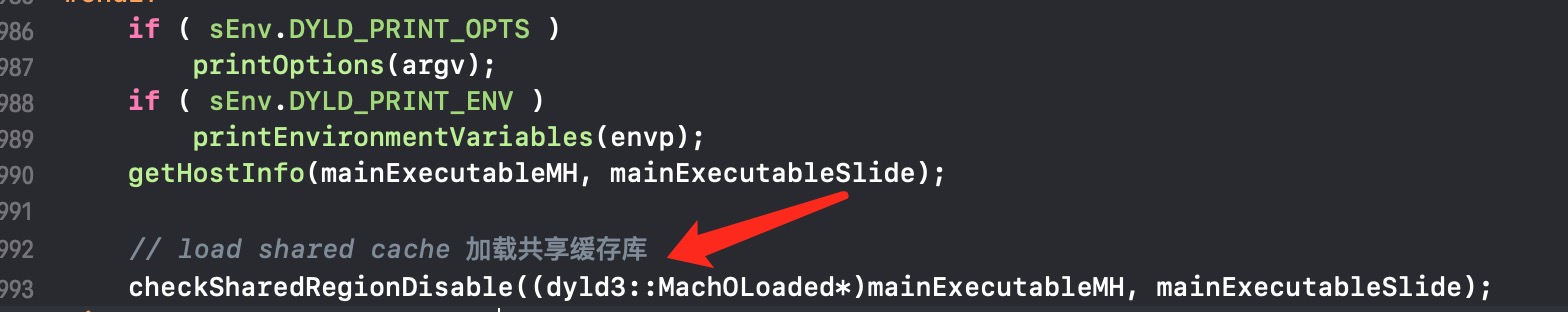 986 if ( sEnv.DYLD_PRINT_OPTS )
987 printOptions(argv);
988 if ( sEnv.DYLD_PRINT_ENV )
989 printEnvironmentVariables(envp);
990 getHostInfo(mainExecutableMH, mainExecutableSlide);
991
992 // load shared cache 加载共享缓存库
993 checkSharedRegionDisable((dyld3::MachOLoaded*)mainExecutableMH, mainExecutableSlide);